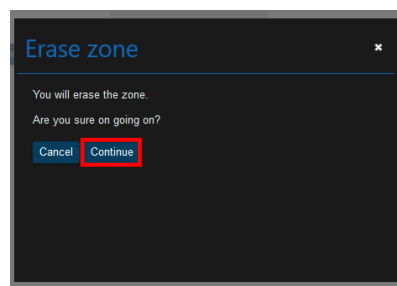 Erase zone
You will erase the zone.
Are you sure on going on?
Cancel Continue